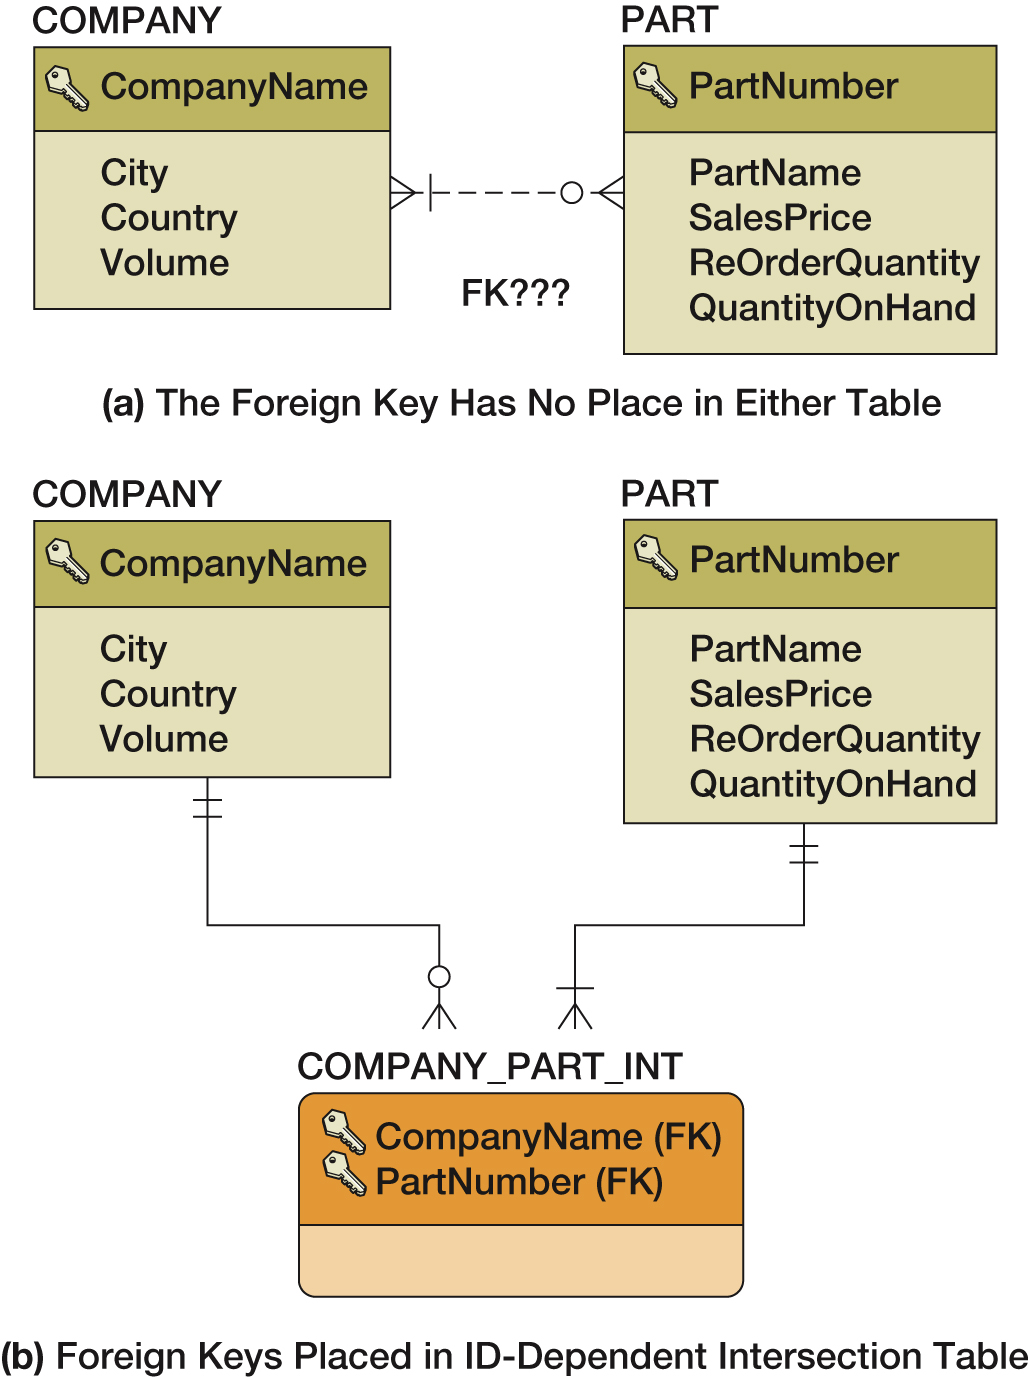 COMPANY
CompanyName
City
Country
Volume
FK???
PART
PartNumber
PartName
SalesPrice
ReOrderQuantity
QuantityOnHand
(a) The Foreign Key Has No Place in Either Table
COMPANY
CompanyName
City
Country
Volume
PART
PartNumber
PartName
SalesPrice
ReOrderQuantity
QuantityOnHand
COMPANY_PART_INT
CompanyName (FK)
PartNumber (FK)
(b) Foreign Keys Placed in ID-Dependent Intersection Table